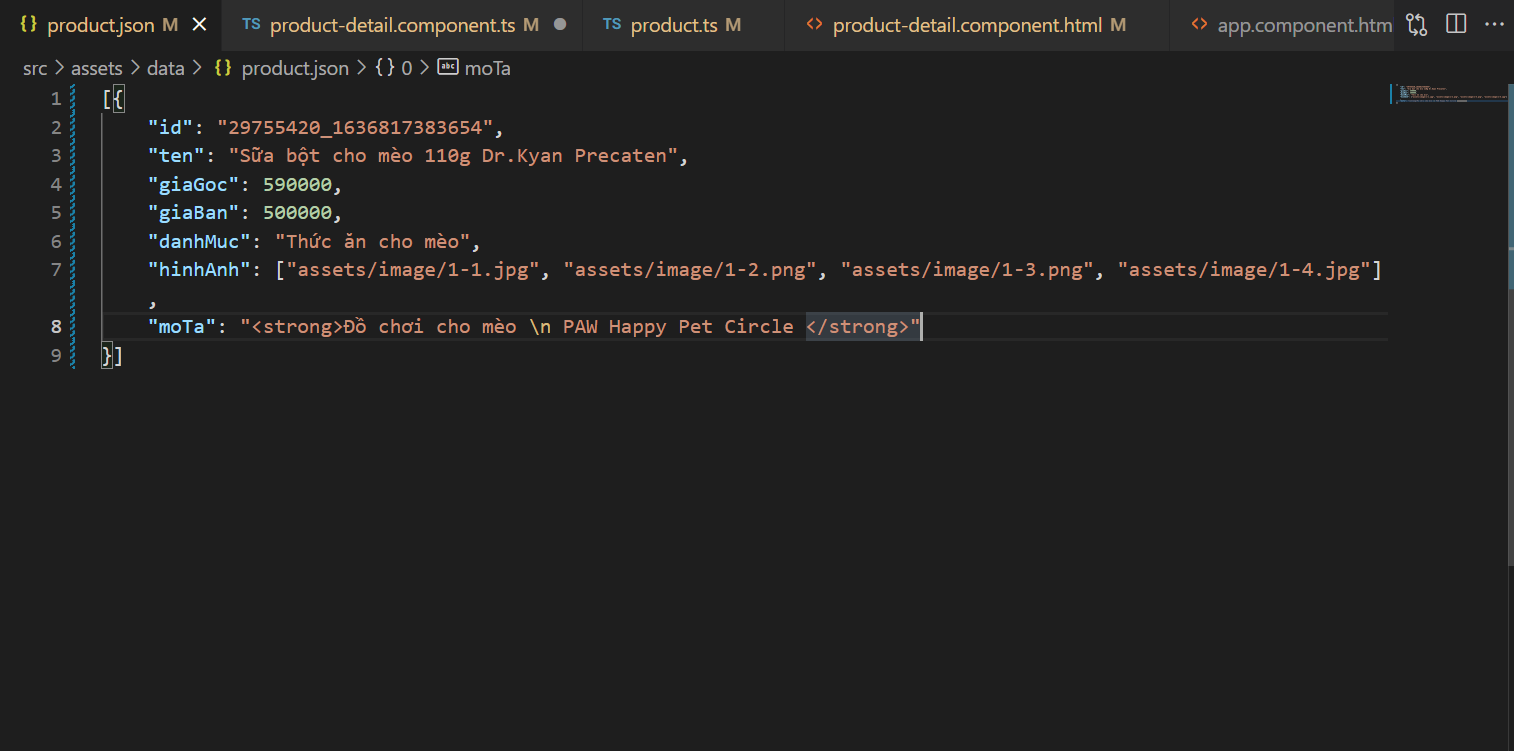 {} product.json M ×
TS product-detail.component.ts M ●
TS product.ts M
<> product-detail.component.html M
<> app.component.htm
src > assets > data > {} product.json > {} 0 > abc moTa
1 [{
2 "id": "29755420_1636817383654",
3 "ten": "Sữa bột cho mèo 110g Dr.Kyan Precaten",
4 "giaGoc": 590000,
5 "giaBan": 500000,
6 "danhMuc": "Thức ăn cho mèo",
7 "hinhAnh": ["assets/image/1-1.jpg", "assets/image/1-2.png", "assets/image/1-3.png", "assets/image/1-4.jpg"]
,
8 "moTa": "<strong>Đồ chơi cho mèo \n PAW Happy Pet Circle </strong>"
9 }]